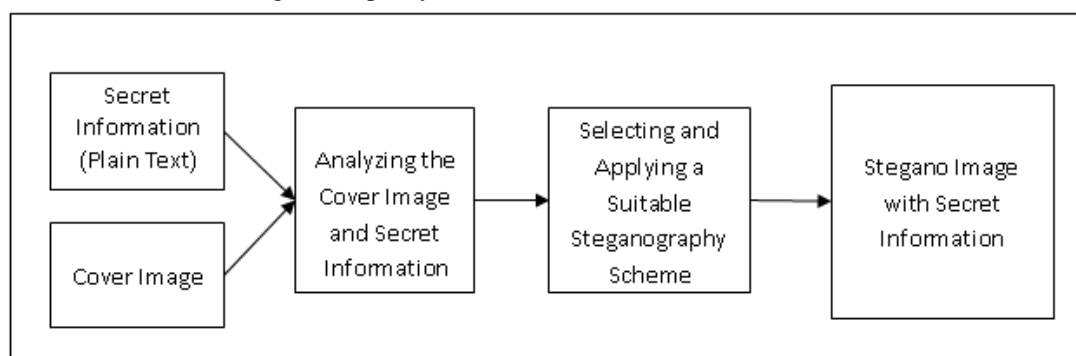 Secret
Information
(Plain Text)
Cover Image
Analyzing the
Cover Image
and Secret
Information
Selecting and
Applying a
Suitable
Steganography
Scheme
Stegano Image
with Secret
Information